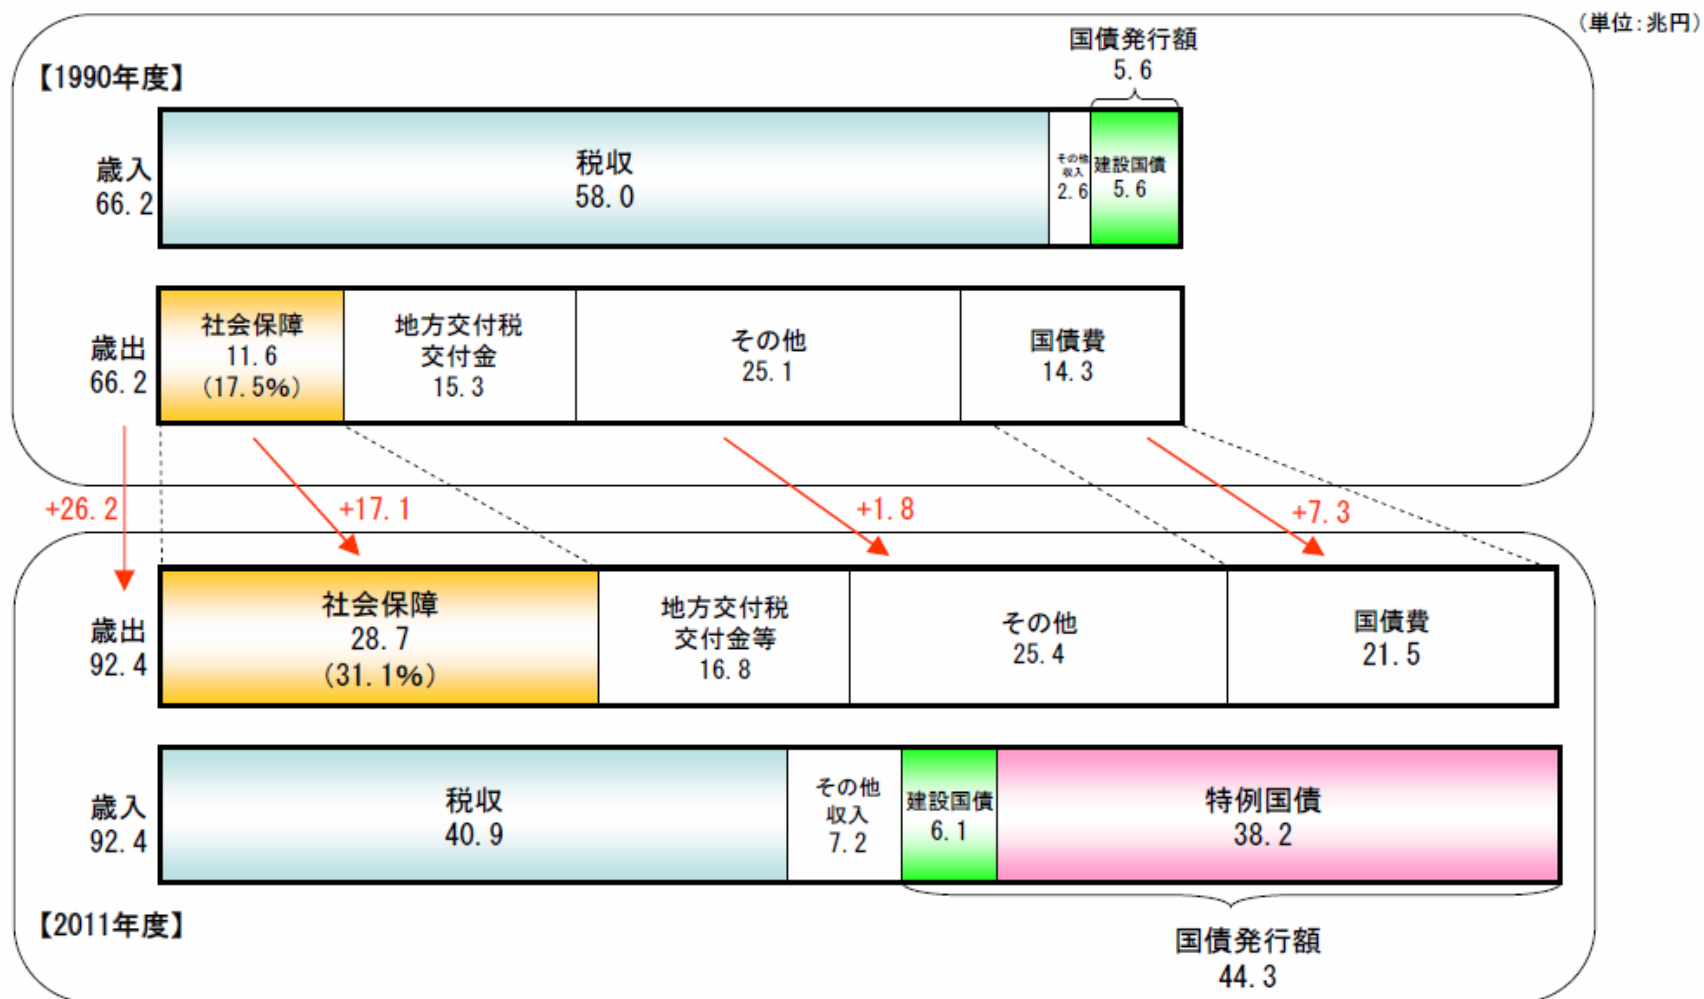 (単位:兆円)
【1990年度】
国債発行額
5.6
歳入
66.2
税収
58.0
その他
収入
2.6
建設国債
5.6
歳出
66.2
社会保障
11.6
(17.5%)
地方交付税
交付金
15.3
その他
25.1
国債費
14.3
+26.2
+17.1
+1.8
+7.3
歳出
92.4
社会保障
28.7
(31.1%)
地方交付税
交付金等
16.8
その他
25.4
国債費
21.5
歳入
92.4
税収
40.9
その他
収入
7.2
建設国債
6.1
特例国債
38.2
【2011年度】
国債発行額
44.3